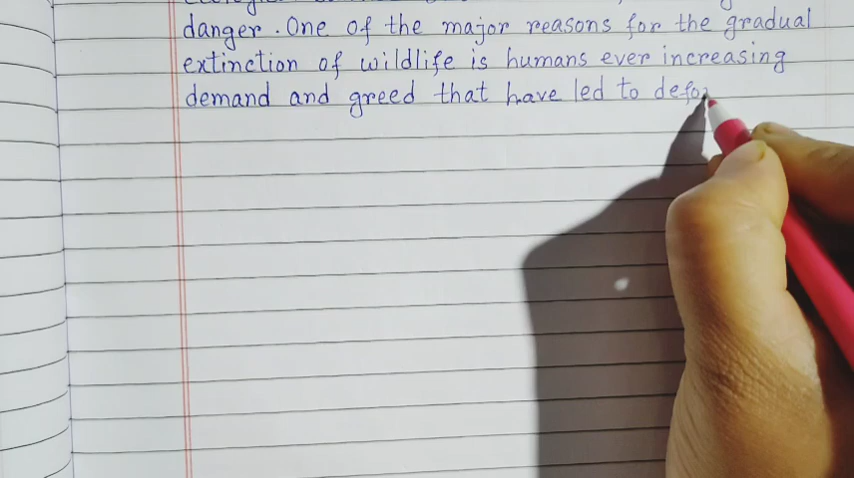 danger. One of the major reasons for the gradual
extinction of wildlife is humans ever increasing
demand and greed that have led to defo